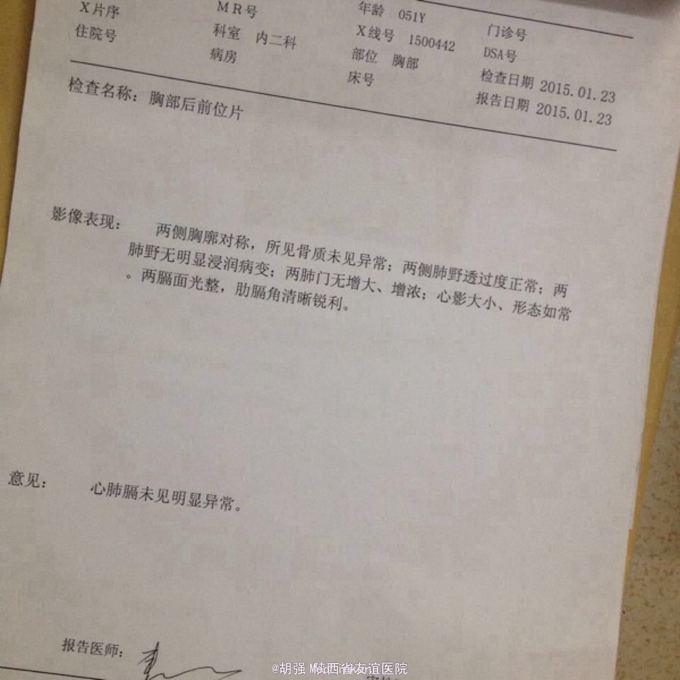 X片序 MR号 年龄 051Y 门诊号
住院号 科室 内二科 X线号 1500442 DSA号
病房 部位 胸部 检查日期 2015.01.23
床号 报告日期 2015.01.23
检查名称：胸部后前位片
影像表现： 两侧胸廓对称，所见骨质未见异常；两侧肺野透过度正常；两
肺野无明显浸润病变；两肺门无增大、增浓；心影大小、形态如常
。两膈面光整，肋膈角清晰锐利。
意见： 心肺膈未见明显异常。
报告医师：
@胡强 陕西省友谊医院